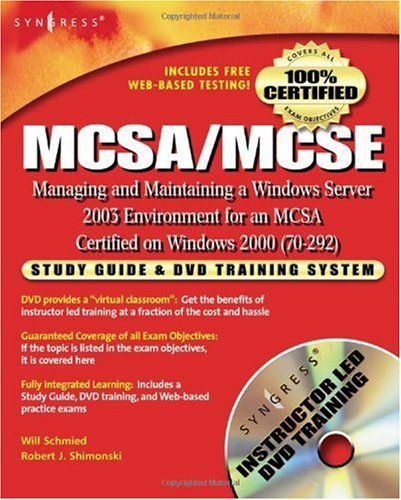 Copyrighted Material
SYNGRESS®
INCLUDES FREE
WEB-BASED TESTING!
COVERS ALL
100%
CERTIFIED
EXAM OBJECTIVES
MCSA/MCSE
Managing and Maintaining a Windows Server
2003 Environment for an MCSA
Certified on Windows 2000 (70-292)
STUDY GUIDE & DVD TRAINING SYSTEM
DVD provides a "virtual classroom": Get the benefits of
instructor led training at a fraction of the cost and hassle
Guaranteed Coverage of all Exam Objectives:
If the topic is listed in the exam objectives, it
is covered here
Fully Integrated Learning: Includes a
Study Guide, DVD training, and Web-based
practice exams
Will Schmied
Robert J. Shimonski
SYNGRESS®
INSTRUCTOR LED
DVD TRAINING
Copyrighted Material